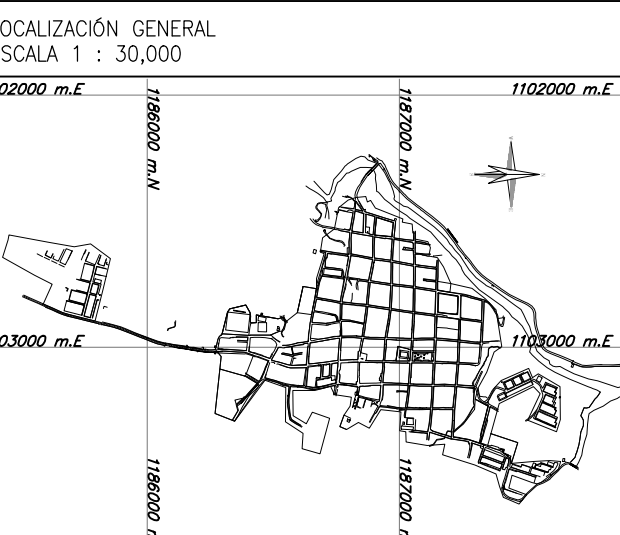 OCALIZACIÓN GENERAL
SCALA 1 : 30,000
02000 m.E
1102000 m.E
1186000 m.N
1187000 m.N
03000 m.E
1103000 m.E
1186000 m
1187000 m